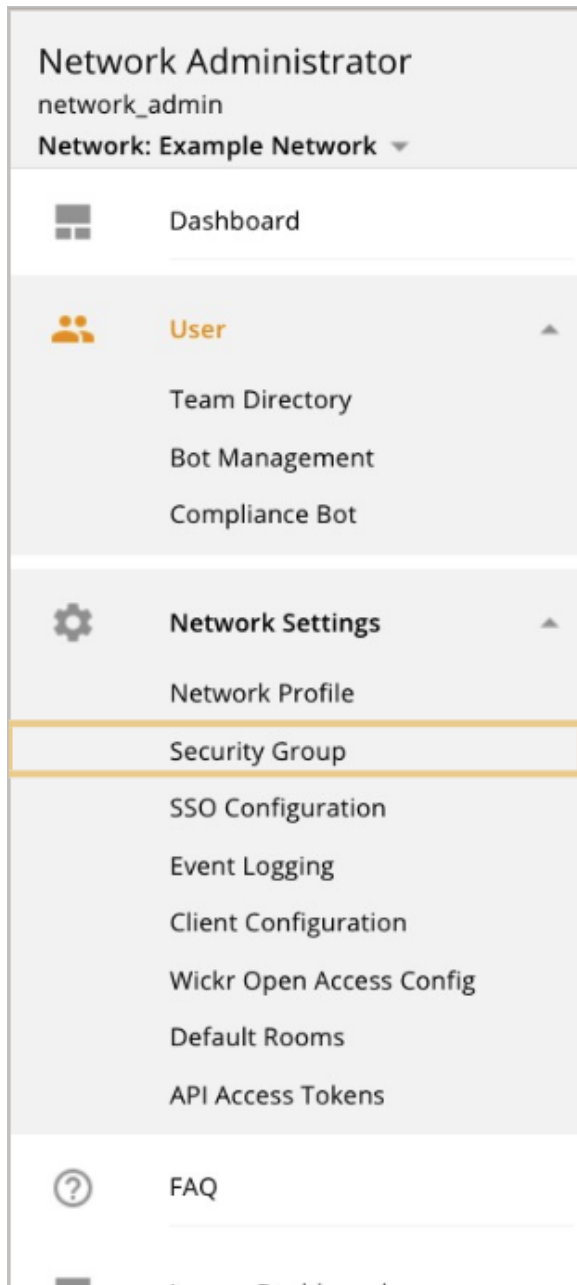 Network Administrator
network_admin
Network: Example Network
Dashboard
User
Team Directory
Bot Management
Compliance Bot
Network Settings
Network Profile
Security Group
SSO Configuration
Event Logging
Client Configuration
Wickr Open Access Config
Default Rooms
API Access Tokens
FAQ